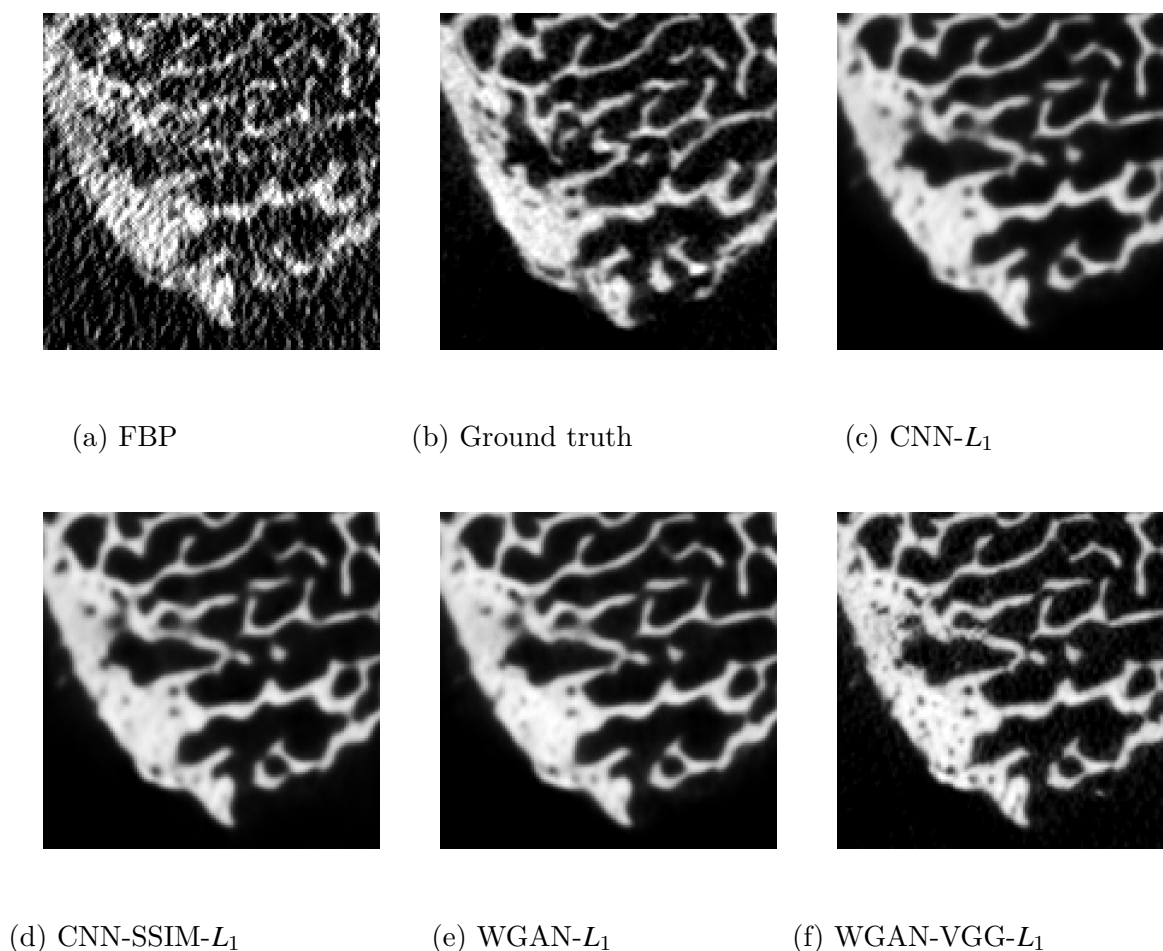 (a) FBP
(b) Ground truth
(c) CNN-L₁
(d) CNN-SSIM-L₁
(e) WGAN-L₁
(f) WGAN-VGG-L₁